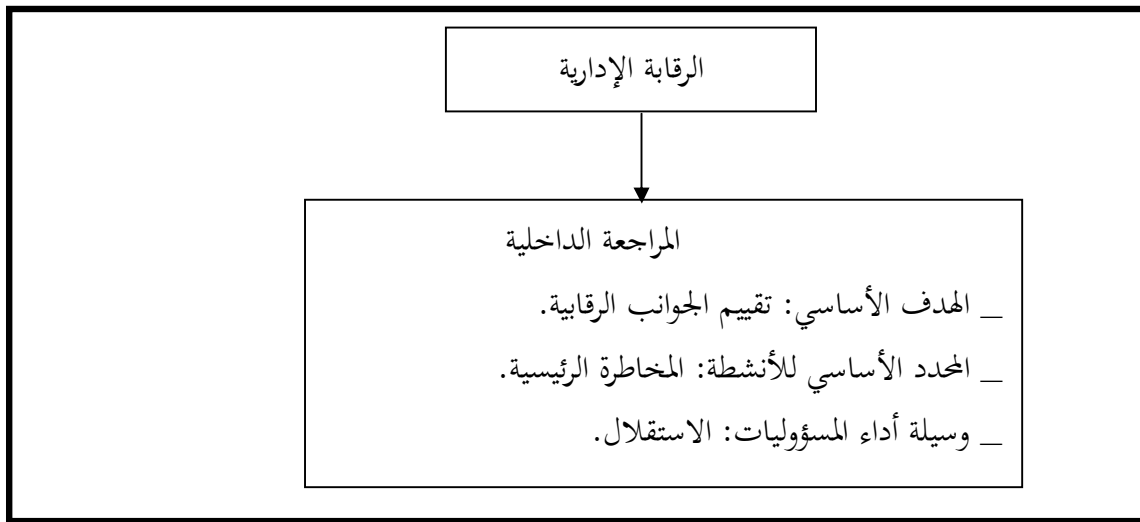 الرقابة الإدارية
المراجعة الداخلية
_ الهدف الأساسي: تقييم الجوانب الرقابية.
_ المحدد الأساسي للأنشطة: المخاطرة الرئيسية.
_ وسيلة أداء المسؤوليات: الاستقلال.